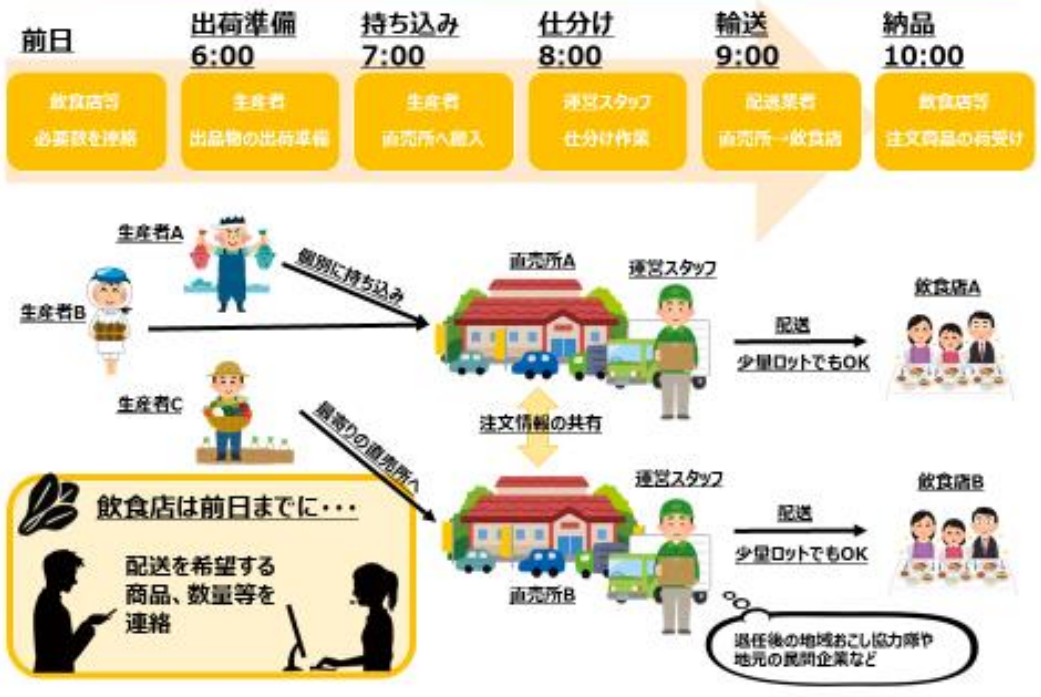 前日
出荷準備
6:00
持ち込み
7:00
仕分け
8:00
輸送
9:00
納品
10:00
飲食店等
必要数を連絡
生産者
出品物の出荷準備
生産者
直売所へ搬入
運営スタッフ
仕分け作業
配送業者
直売所→飲食店
飲食店等
注文商品の荷受け
生産者A
生産者B
生産者C
個別に持ち込み
最寄りの直売所へ
直売所A
運営スタッフ
配送
少量ロットでもOK
飲食店A
注文情報の共有
運営スタッフ
直売所B
配送
少量ロットでもOK
飲食店B
飲食店は前日までに・・・
配送を希望する
商品、数量等を
連絡
退任後の地域おこし協力隊や
地元の民間企業など